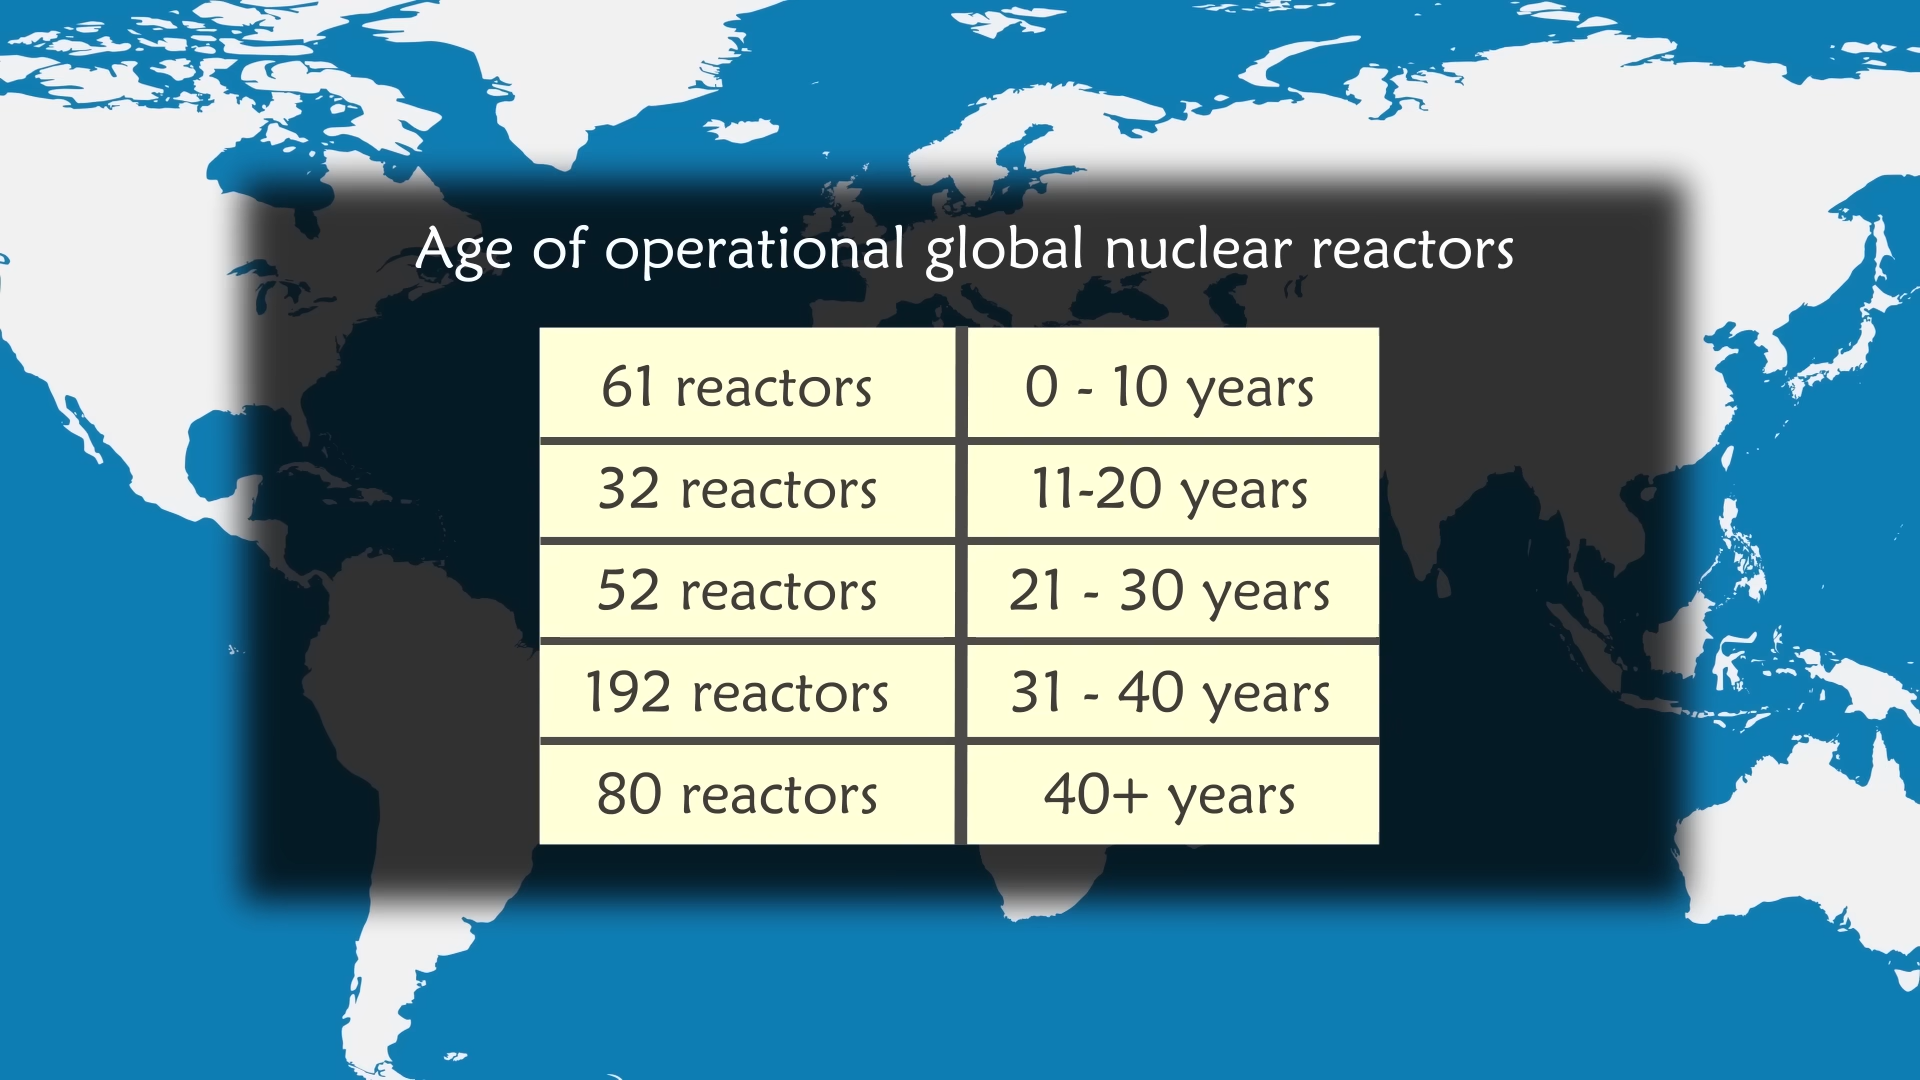 Age of operational global nuclear reactors
61 reactors 0 - 10 years
32 reactors 11-20 years
52 reactors 21 - 30 years
192 reactors 31 - 40 years
80 reactors 40+ years